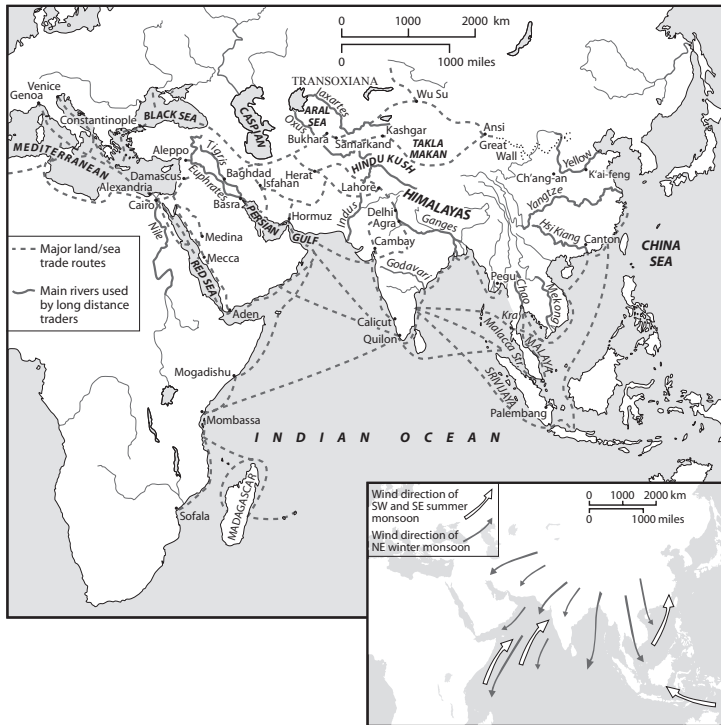 0 1000 2000 km
0 1000 miles
TRANSOXIANA
Venice
Genoa
Constantinople
BLACK SEA
CASPIAN
ARAL
SEA
Jaxartes
Oxus
Wu Su
Bukhara
Samarkand
Kashgar
TAKLA
MAKAN
Ansi
Great
Wall
Yellow
MEDITERRANEAN
Aleppo
Tigris
Damascus
Euphrates
Baghdad
Isfahan
Herat
HINDU KUSH
Alexandria
Cairo
Basra
Lahore
HIMALAYAS
Ch'ang-an
K'ai-feng
Yangtze
PERSIAN
GULF
Hormuz
Indus
Delhi
Agra
Ganges
Hsi Kiang
Canton
Nile
Medina
Mecca
RED SEA
Cambay
Godavari
CHINA
SEA
Major land/sea
trade routes
Main rivers used
by long distance
traders
Aden
Pegu
Chao
Mekong
Calicut
Quilon
Kra
MALAYA
Malacca Str.
SRIVIJAYA
Mogadishu
Palembang
Mombassa
INDIAN OCEAN
Sofala
MADAGASCAR
Wind direction of
SW and SE summer
monsoon
Wind direction of
NE winter monsoon
0 1000 2000 km
0 1000 miles